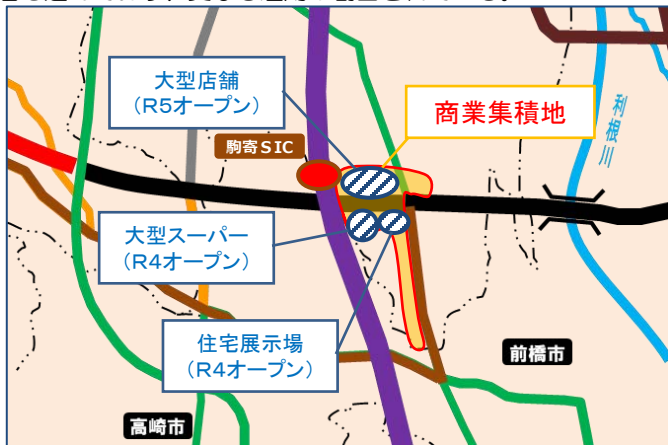 大型店舗
(R5オープン)
商業集積地
利根川
駒寄SIC
大型スーパー
(R4オープン)
住宅展示場
(R4オープン)
前橋市
高崎市